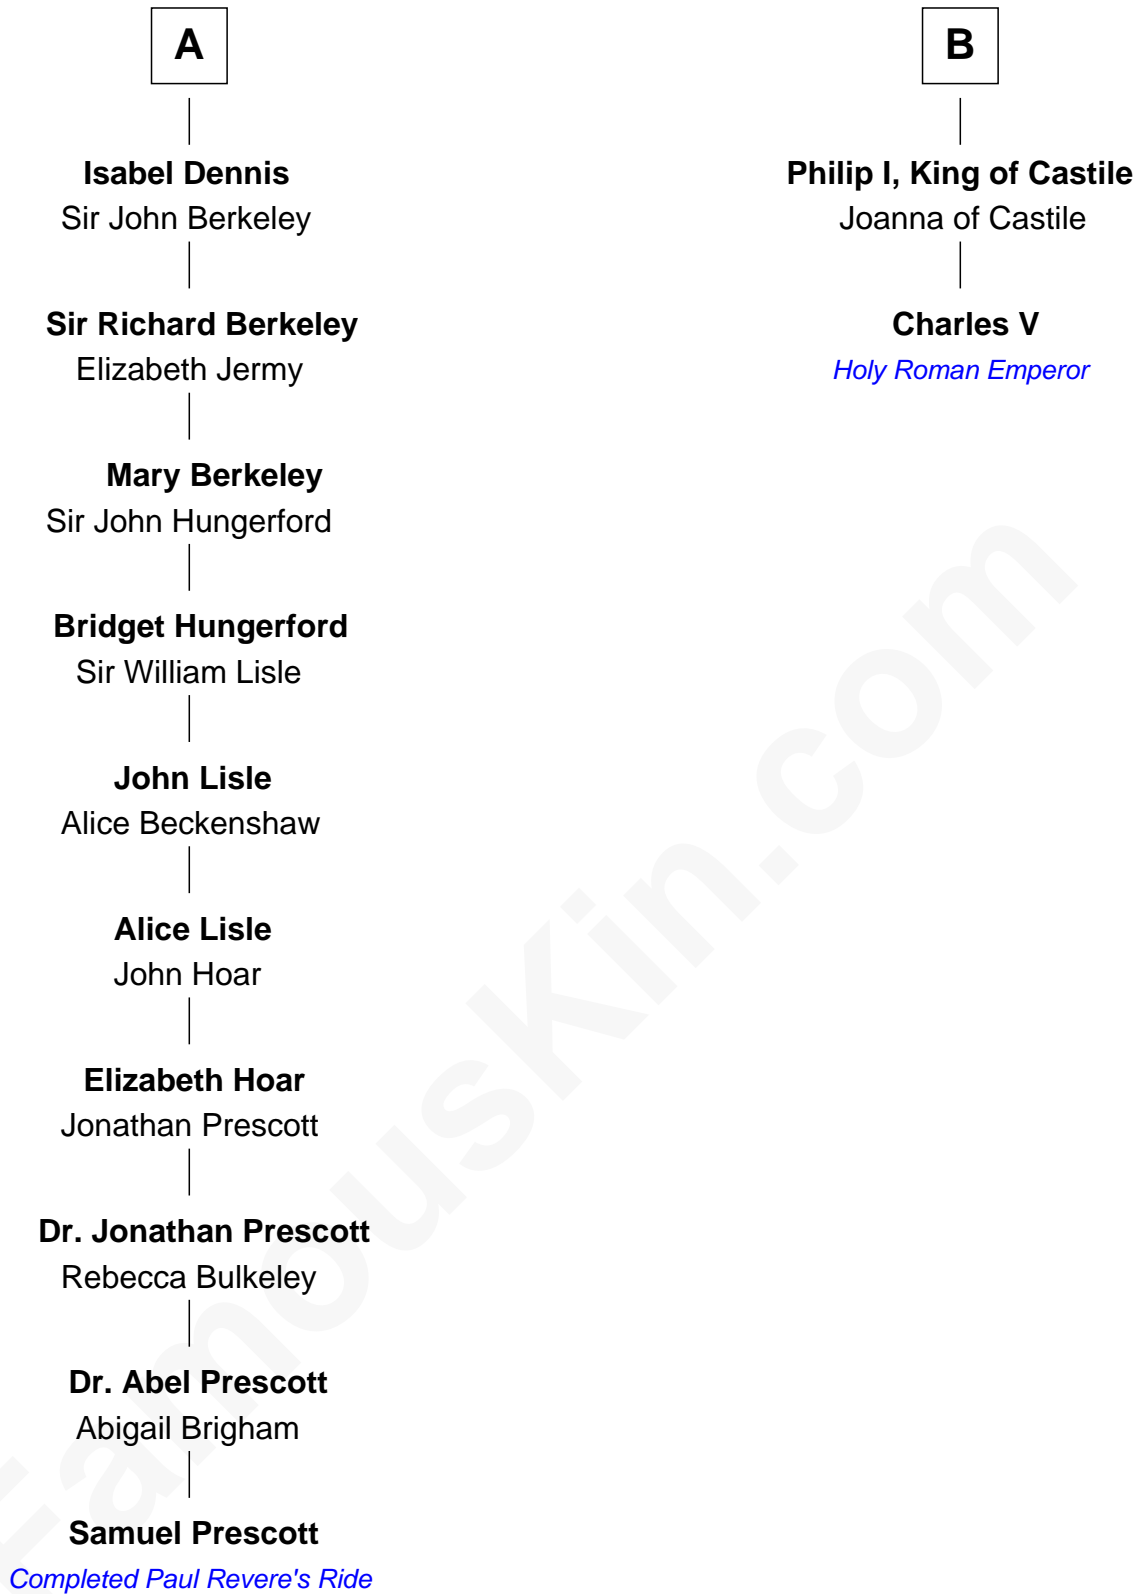 A
Isabel Dennis
Sir John Berkeley
Sir Richard Berkeley
Elizabeth Jermy
Mary Berkeley
Sir John Hungerford
Bridget Hungerford
Sir William Lisle
John Lisle
Alice Beckenshaw
Alice Lisle
John Hoar
Elizabeth Hoar
Jonathan Prescott
Dr. Jonathan Prescott
Rebecca Bulkeley
Dr. Abel Prescott
Abigail Brigham
Samuel Prescott
Completed Paul Revere's Ride
B
Philip I, King of Castile
Joanna of Castile
Charles V
Holy Roman Emperor
FamousKin.com